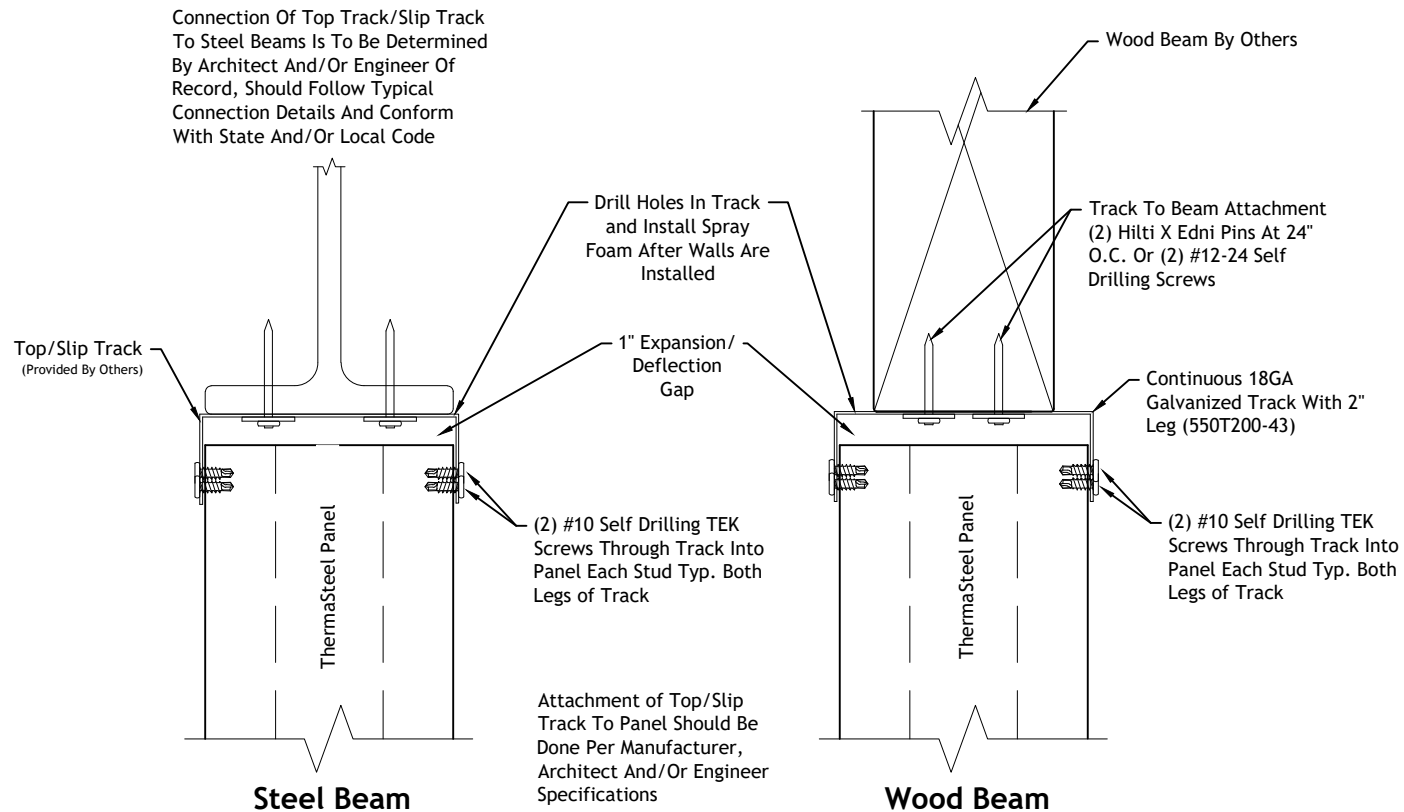 Connection Of Top Track/Slip Track
To Steel Beams Is To Be Determined
By Architect And/Or Engineer Of
Record, Should Follow Typical
Connection Details And Conform
With State And/Or Local Code
Wood Beam By Others
Drill Holes In Track
and Install Spray
Foam After Walls Are
Installed
Track To Beam Attachment
(2) Hilti X Edni Pins At 24"
O.C. Or (2) #12-24 Self
Drilling Screws
Top/Slip Track
(Provided By Others)
1" Expansion/
Deflection
Gap
Continuous 18GA
Galvanized Track With 2"
Leg (550T200-43)
(2) #10 Self Drilling TEK
Screws Through Track Into
Panel Each Stud Typ. Both
Legs of Track
(2) #10 Self Drilling TEK
Screws Through Track Into
Panel Each Stud Typ. Both
Legs of Track
ThermaSteel Panel
ThermaSteel Panel
Attachment of Top/Slip
Track To Panel Should Be
Done Per Manufacturer,
Architect And/Or Engineer
Specifications
Steel Beam
Wood Beam